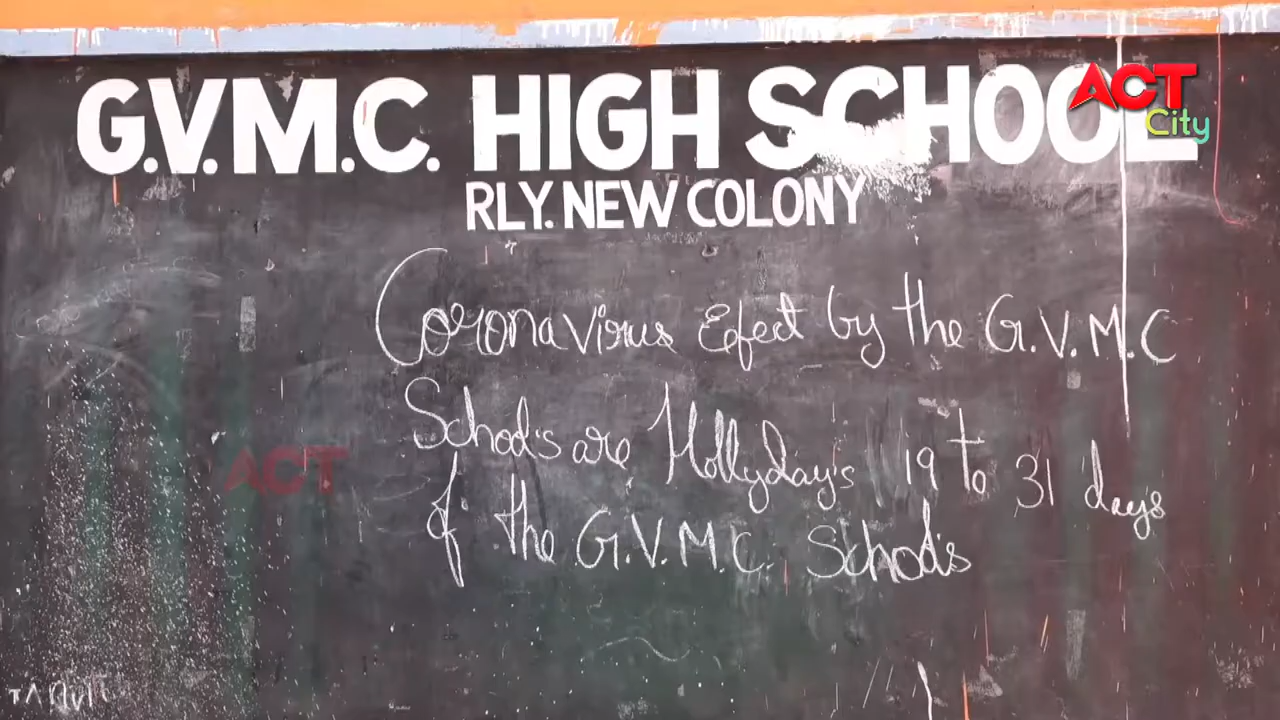 G.V.M.C. HIGH SCHOOL
RLY. NEW COLONY
ACT
City
Coronavirus Efect by the G.V.M.C
School's are Hollyday's 19 to 31 day's
of the G.V.M.C. School's
ACT